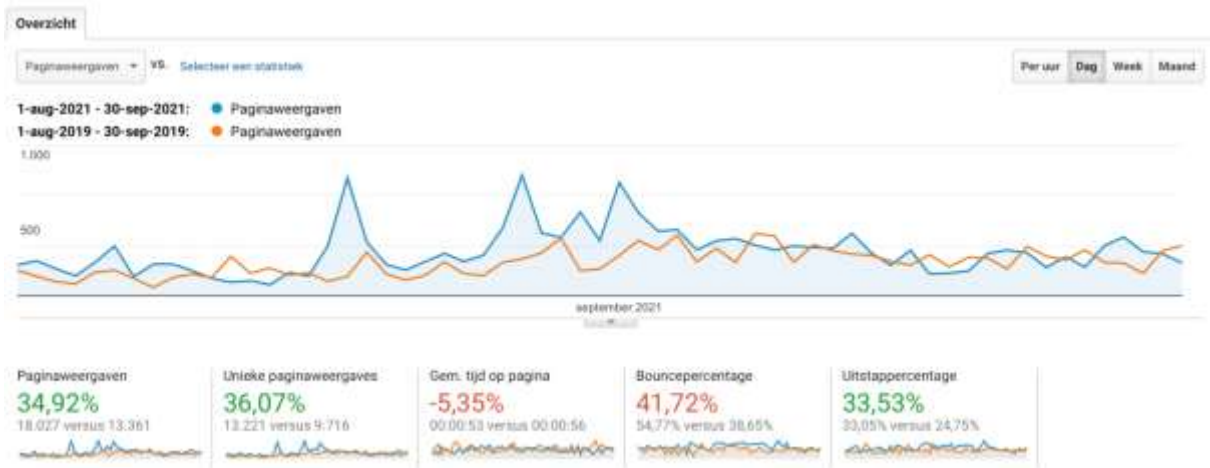 Overzicht
Paginaweergaven VS. Selecteer een statistiek
Per uur Dag Week Maand
1-aug-2021 - 30-sep-2021: Paginaweergaven
1-aug-2019 - 30-sep-2019: Paginaweergaven
1.000
500
september 2021
Paginaweergaven
34,92%
18.027 versus 13.361
Unieke paginaweergaves
36,07%
13.221 versus 9.716
Gem. tijd op pagina
-5,35%
00:00:53 versus 00:00:56
Bouncepercentage
41,72%
54,77% versus 38,65%
Uitstappercentage
33,53%
33,05% versus 24,75%